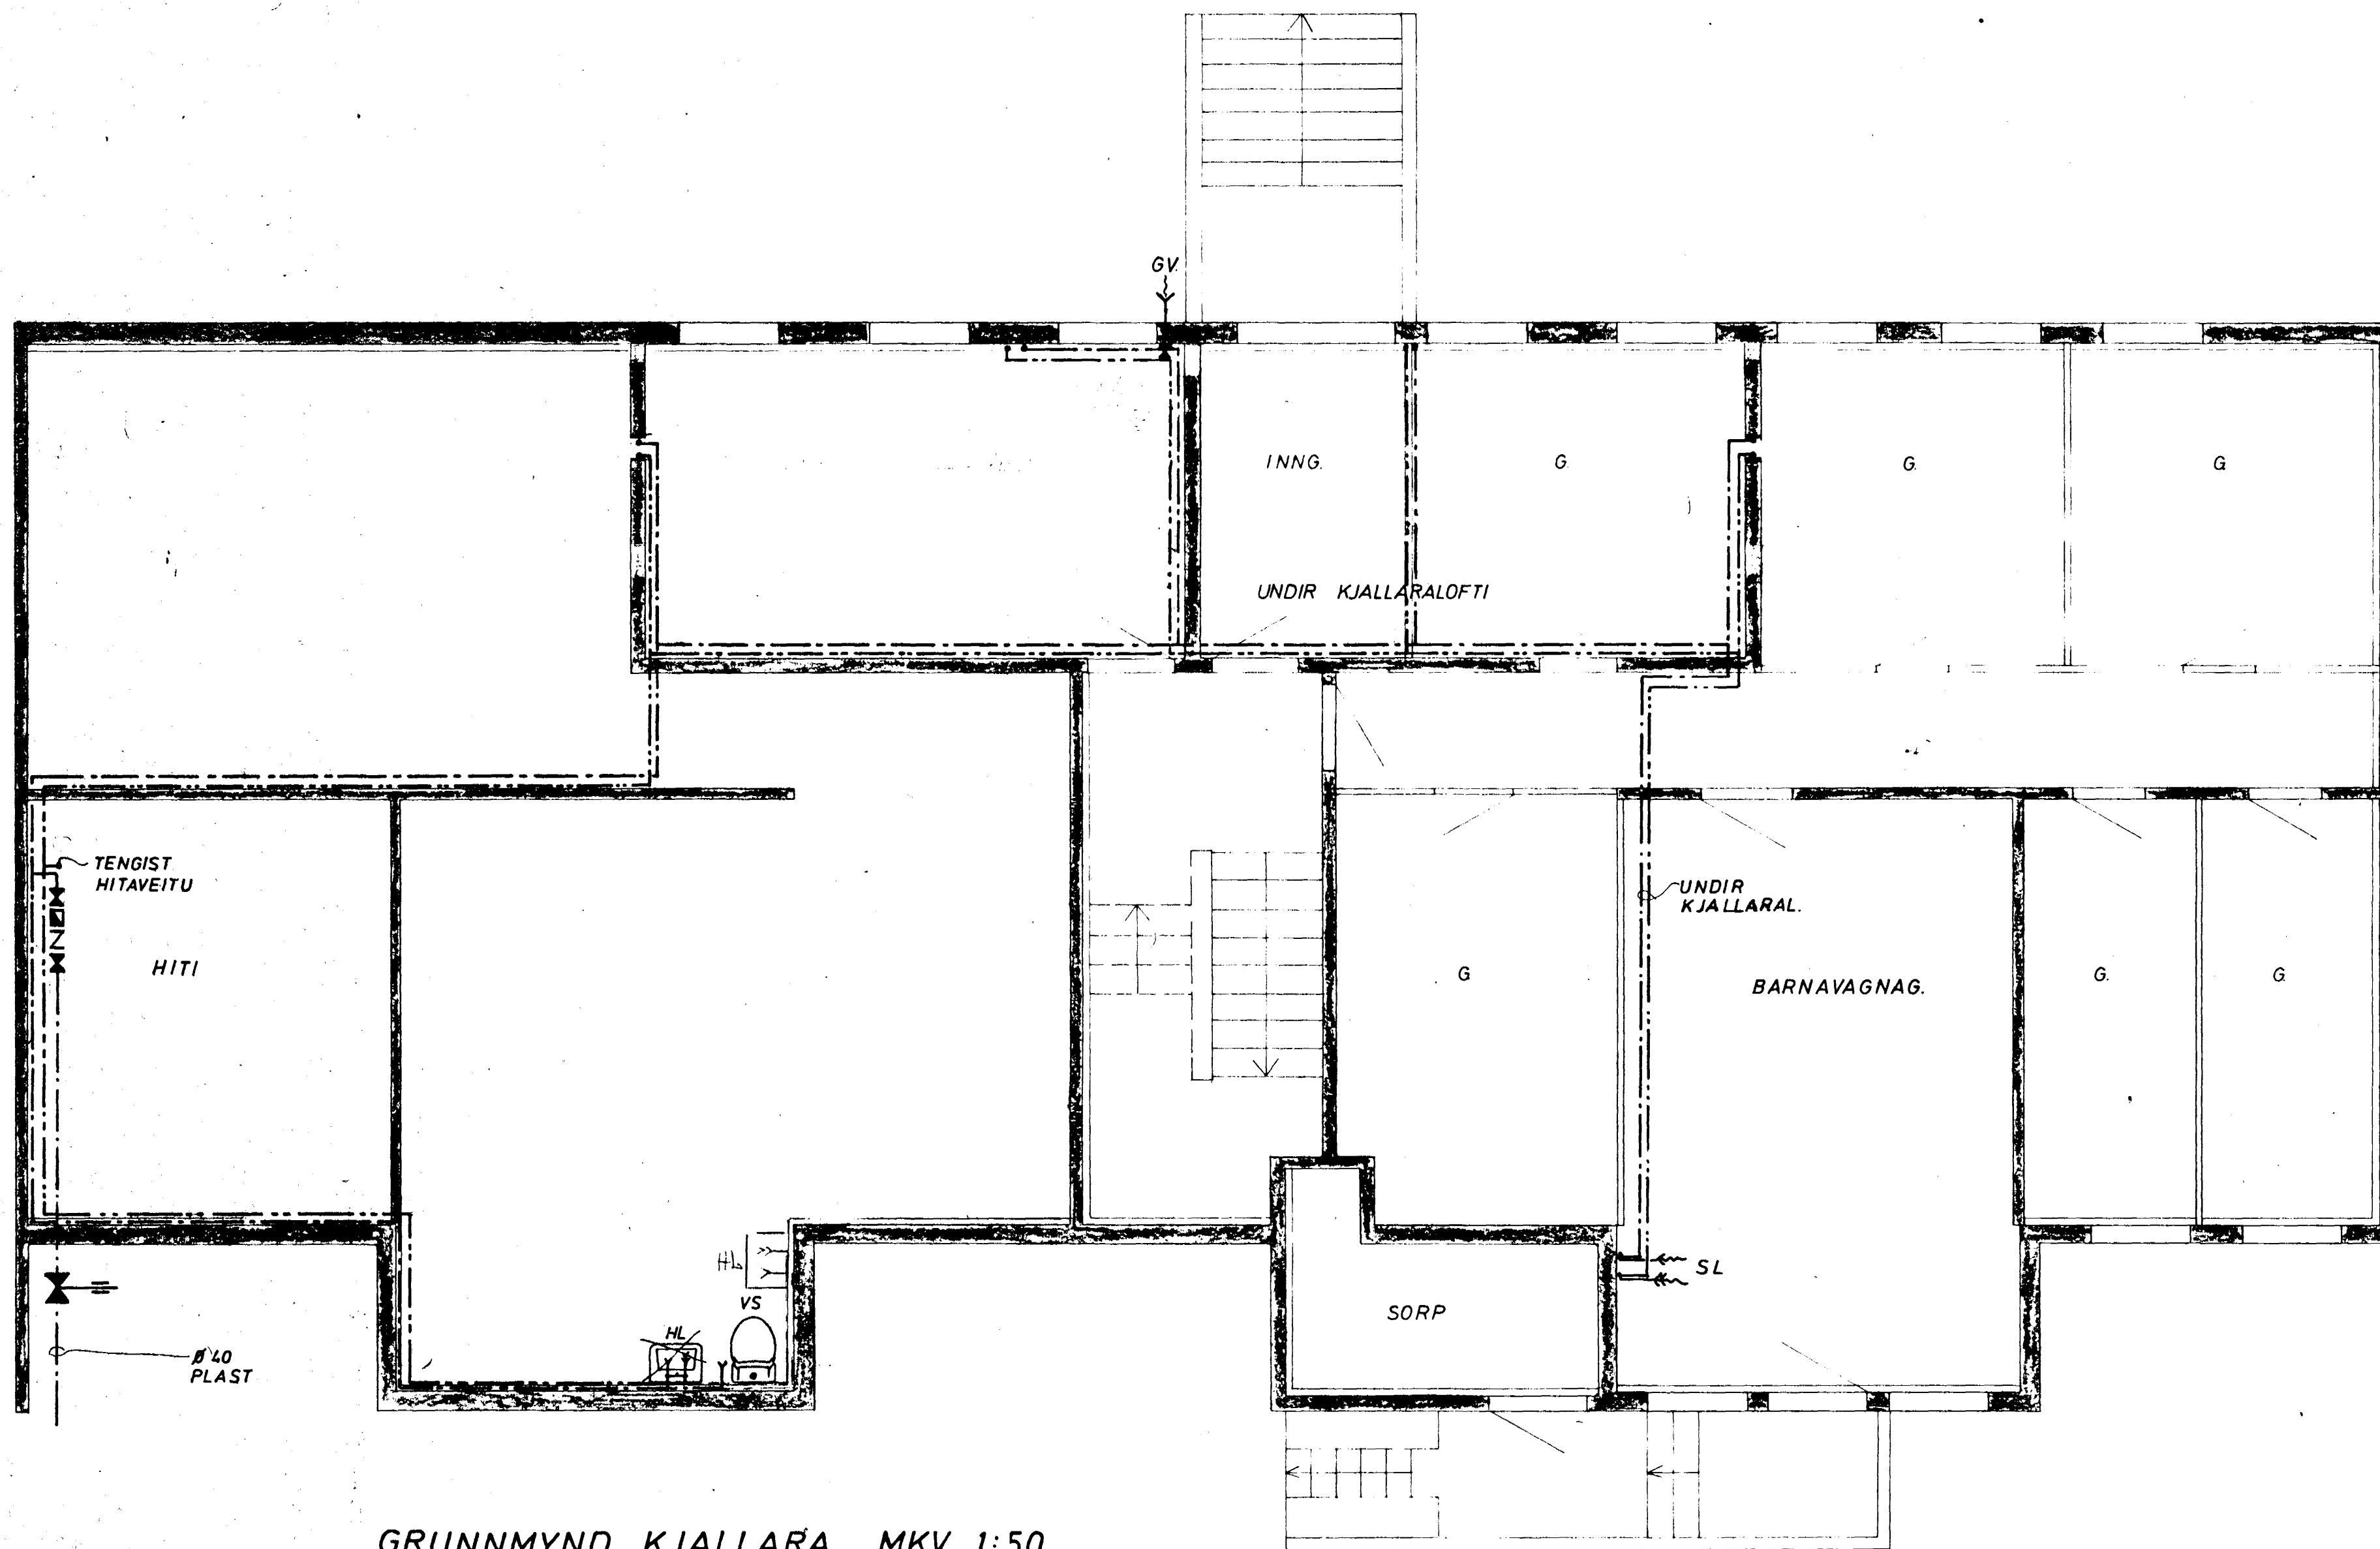 GV.
INNG.
G.
G.
G
UNDIR KJALLARALOFTI
TENGIST
HITAVEITU
HITI
UNDIR
KJALLARAL.
G
BARNAVAGNAG.
G.
G.
HL
VS
HL
SL
SORP
Ø 40
PLAST
GRUNNMYND KJALLARA MKV. 1:50